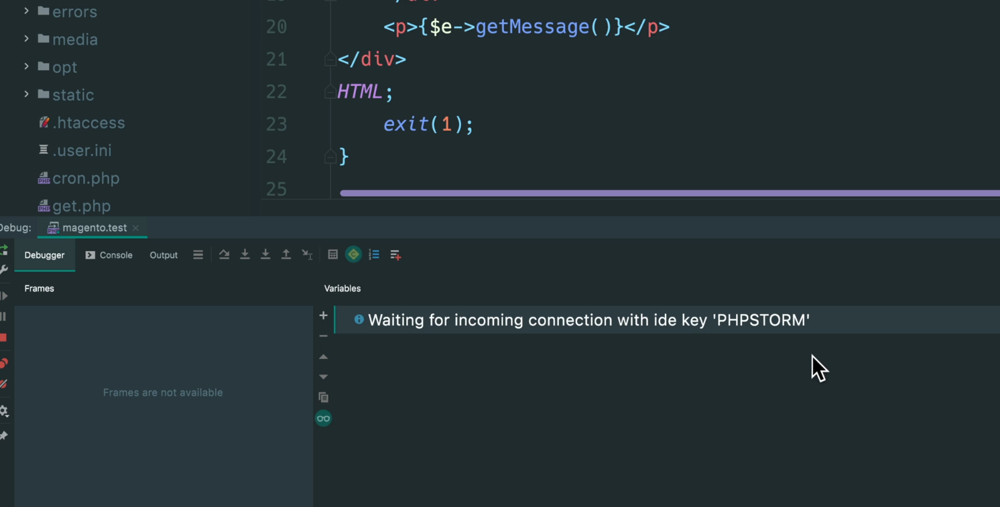 errors
media
opt
static
.htaccess
.user.ini
cron.php
get.php
20 <p>{$e->getMessage()}</p>
21 </div>
22 HTML;
23 exit(1);
24 }
25
Debug: magento.test
Debugger Console Output
Frames
Variables
Waiting for incoming connection with ide key 'PHPSTORM'
Frames are not available